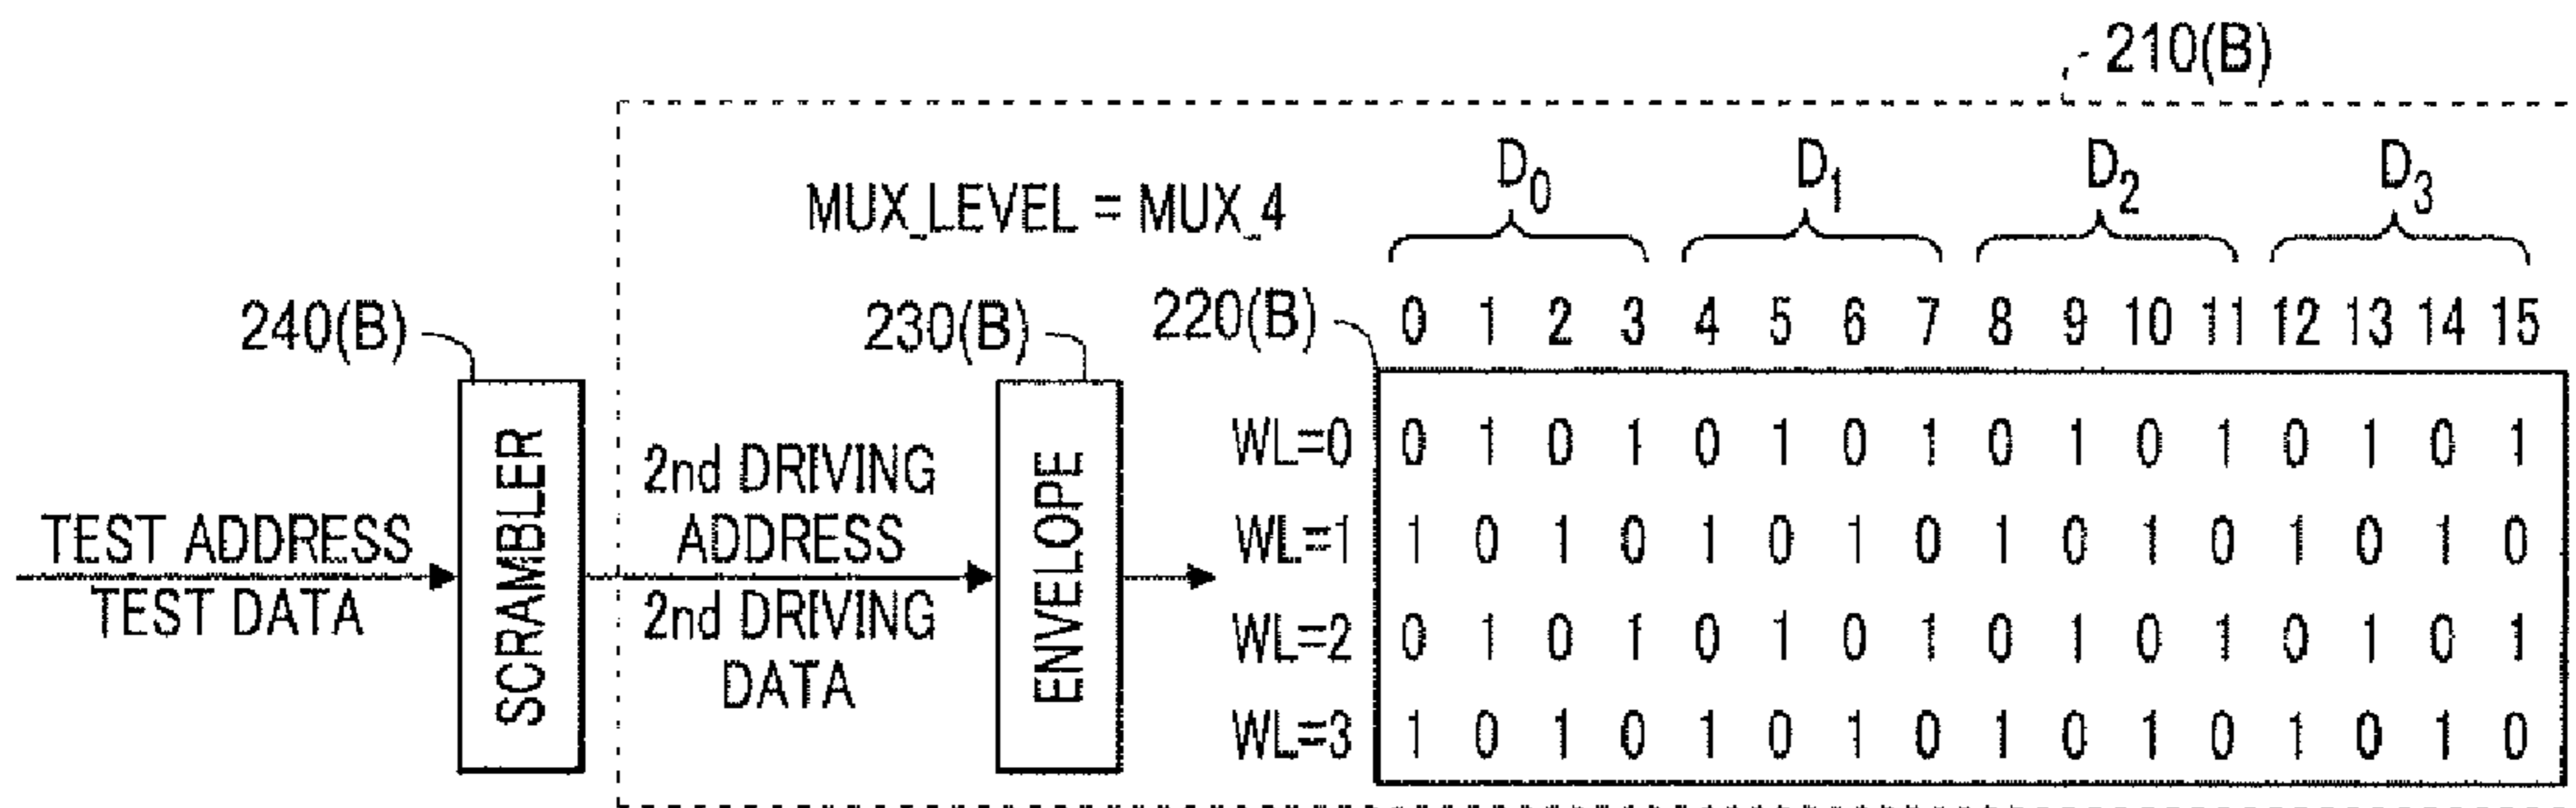 210(B)
D0 D1 D2 D3
MUX_LEVEL = MUX_4
240(B) 230(B) 220(B) 0 1 2 3 4 5 6 7 8 9 10 11 12 13 14 15
SCRAMBLER
ENVELOPE
TEST ADDRESS
TEST DATA
2nd DRIVING
ADDRESS
2nd DRIVING
DATA
WL=0 0 1 0 1 0 1 0 1 0 1 0 1 0 1 0 1
WL=1 1 0 1 0 1 0 1 0 1 0 1 0 1 0 1 0
WL=2 0 1 0 1 0 1 0 1 0 1 0 1 0 1 0 1
WL=3 1 0 1 0 1 0 1 0 1 0 1 0 1 0 1 0